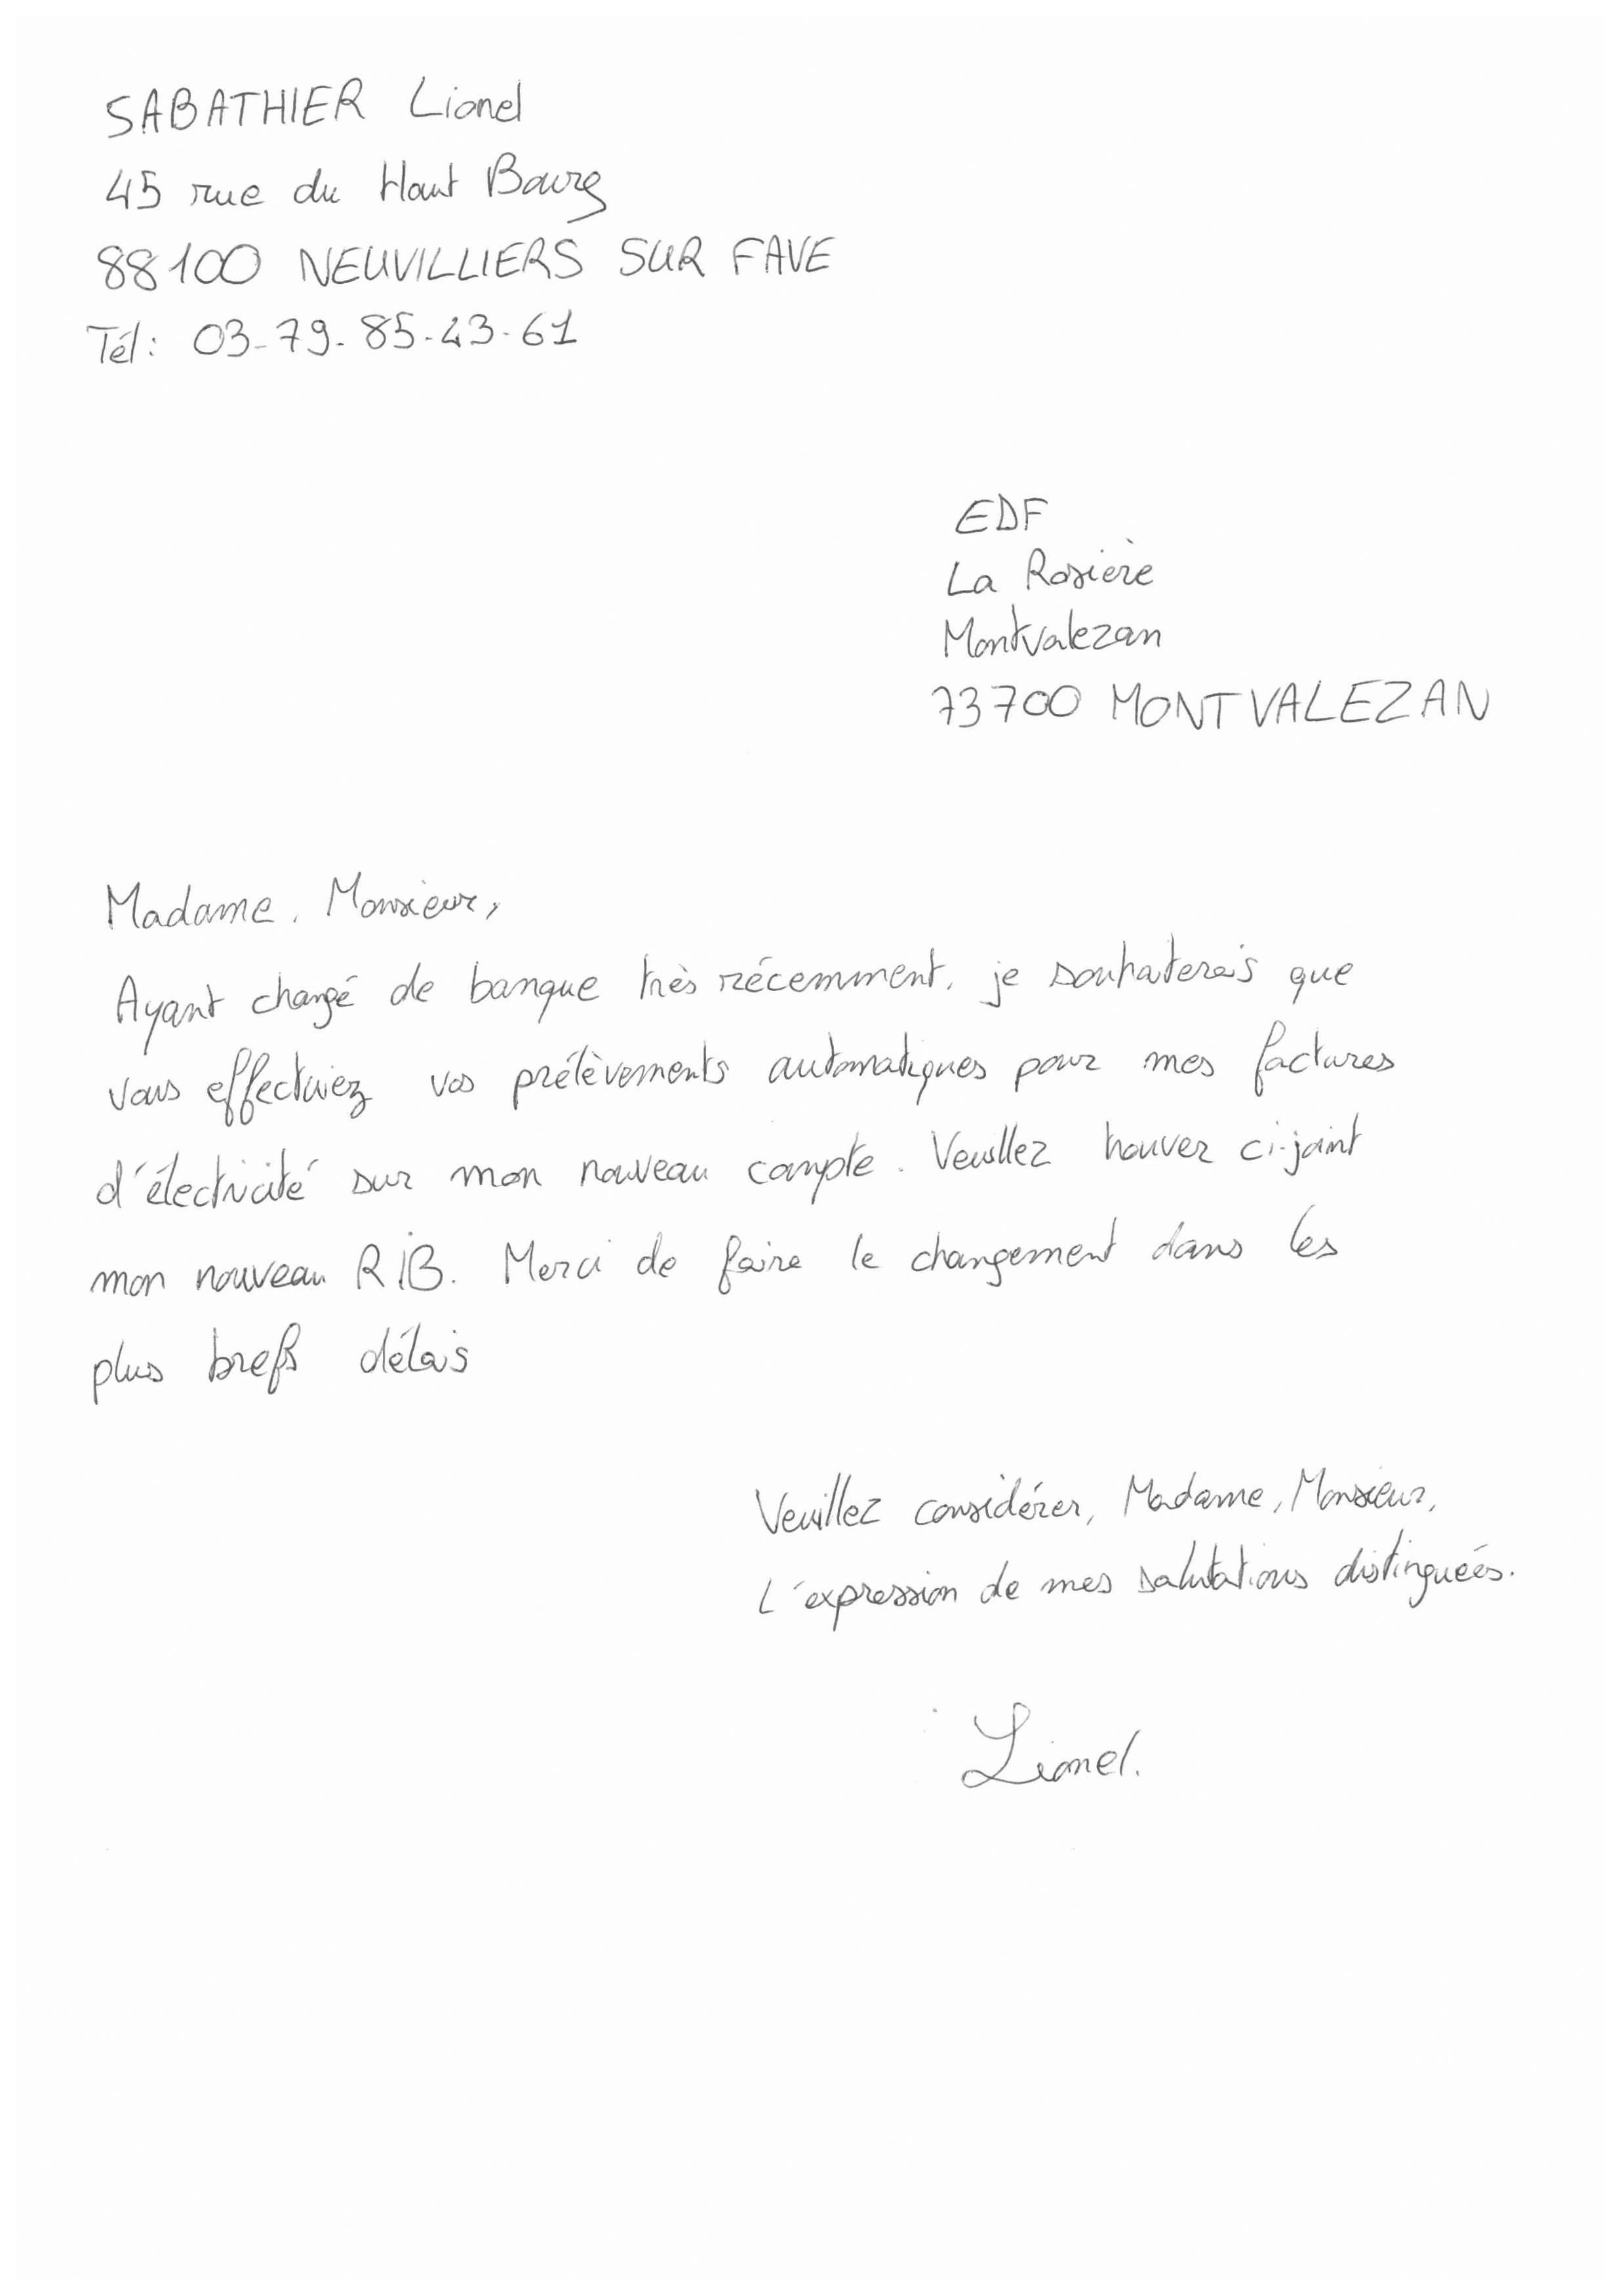 SABATHIER Lionel
45 rue du Haut Bourg
88100 NEUVILLIERS SUR FAVE
Tél: 03-79-85-43-61
EDF
La Rosière
Montvalezan
73700 MONTVALEZAN
Madame, Monsieur,
Ayant changé de banque très récemment, je souhaiterais que
vous effectuiez vos prélèvements automatiques pour mes factures
d'électricité sur mon nouveau compte. Veuillez trouver ci-joint
mon nouveau RIB. Merci de faire le changement dans les
plus brefs délais
Veuillez considérer, Madame, Monsieur,
L'expression de mes salutations distinguées.
Lionel.